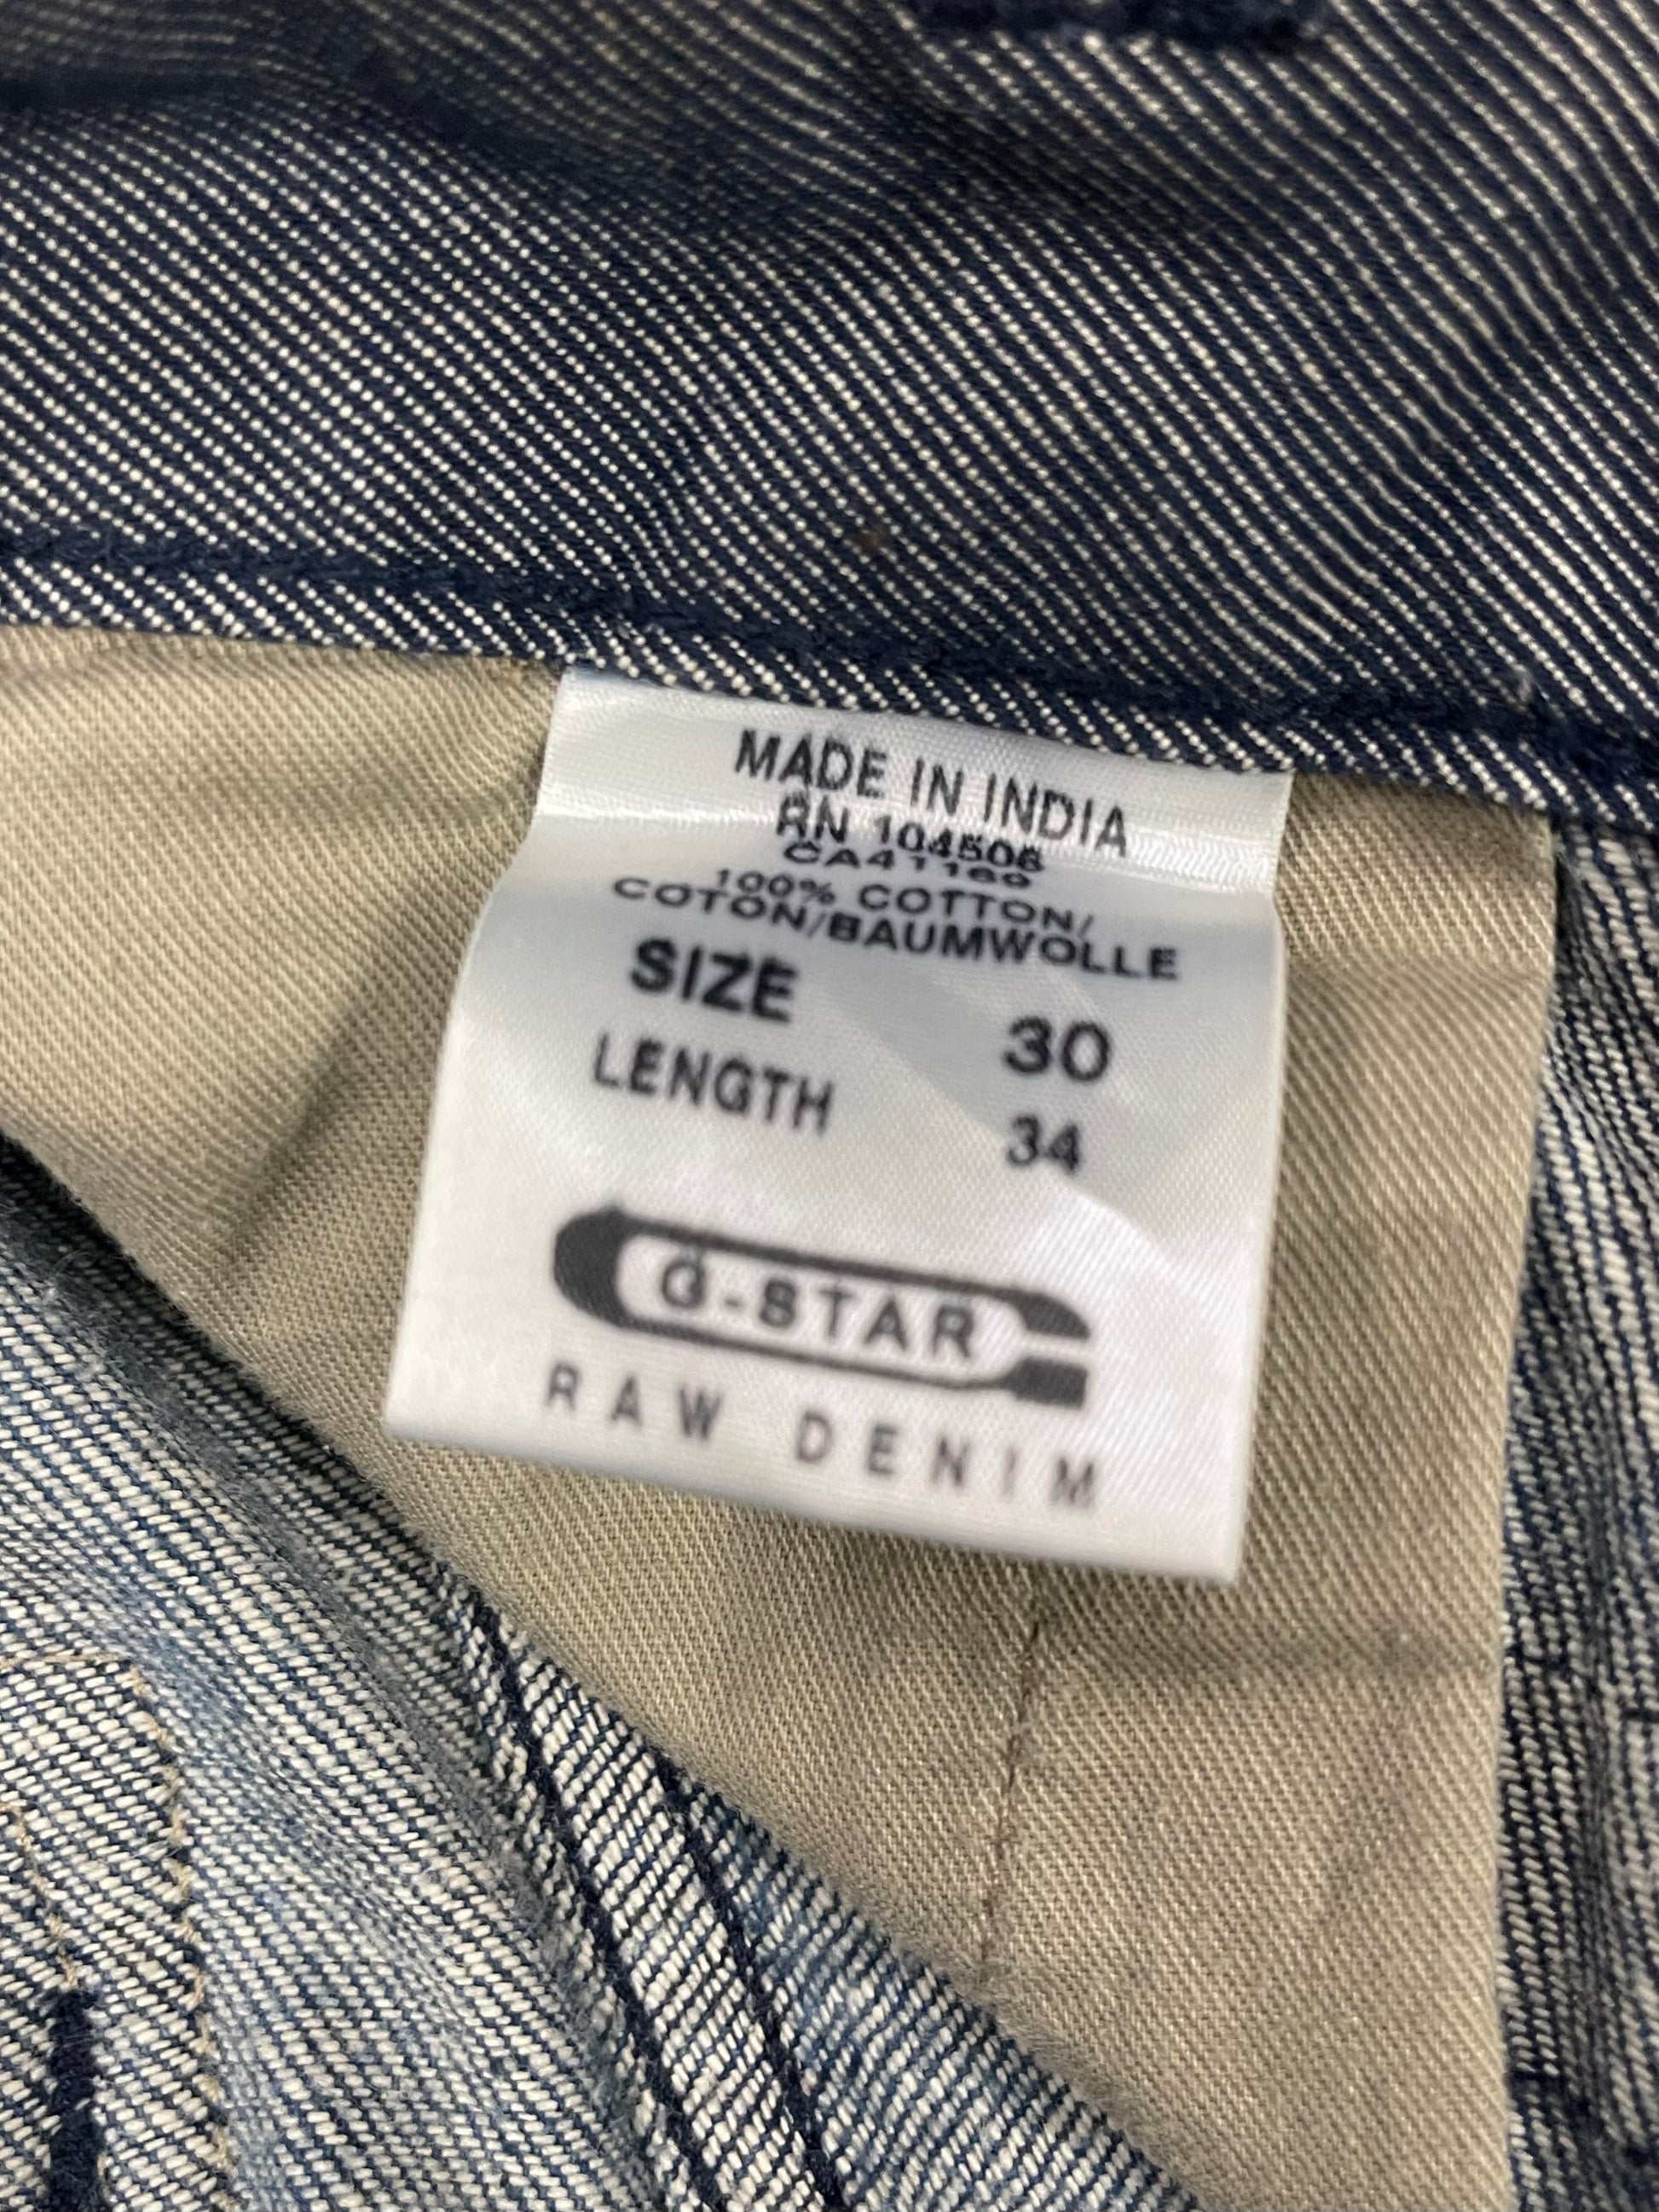 MADE IN INDIA
RN 104506
CA41169
100% COTTON/
COTON/BAUMWOLLE
SIZE 30
LENGTH 34
G-STAR
RAW DENIM